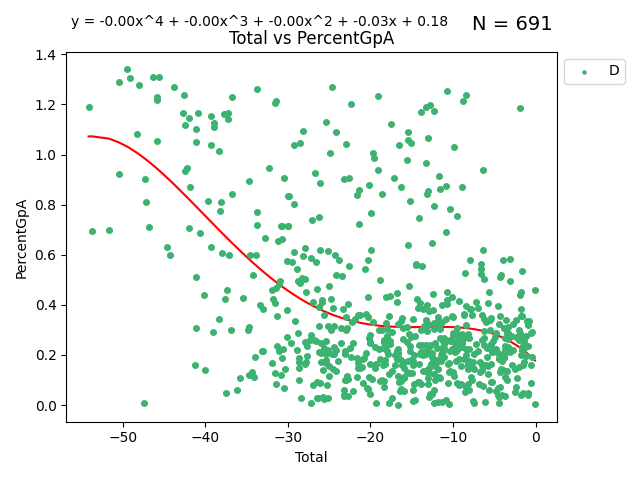 y = -0.00x^4 + -0.00x^3 + -0.00x^2 + -0.03x + 0.18
N = 691
Total vs PercentGpA
D
PercentGpA
1.4
1.2
1.0
0.8
0.6
0.4
0.2
0.0
−50 −40 −30 −20 −10 0
Total